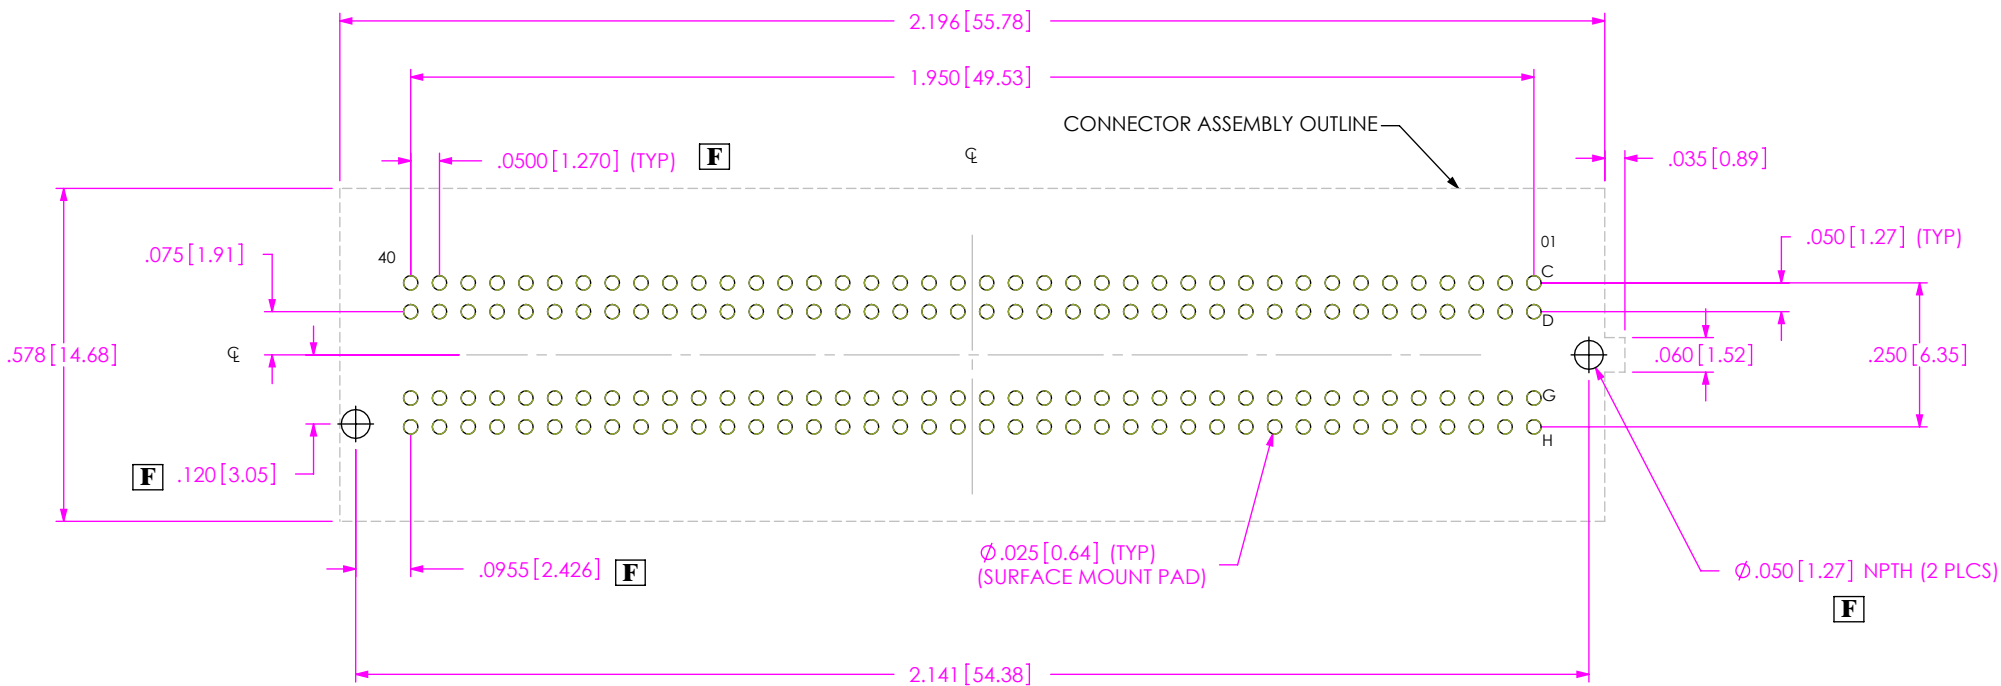 2.196[55.78]
1.950[49.53]
CONNECTOR ASSEMBLY OUTLINE
.0500[1.270] (TYP) F
℄
.035[0.89]
.075[1.91]
40
01
.050[1.27] (TYP)
C
D
.578[14.68]
℄
.060[1.52]
.250[6.35]
G
H
F .120[3.05]
.0955[2.426] F
Ø.025[0.64] (TYP)
(SURFACE MOUNT PAD)
Ø.050[1.27] NPTH (2 PLCS)
F
2.141[54.38]